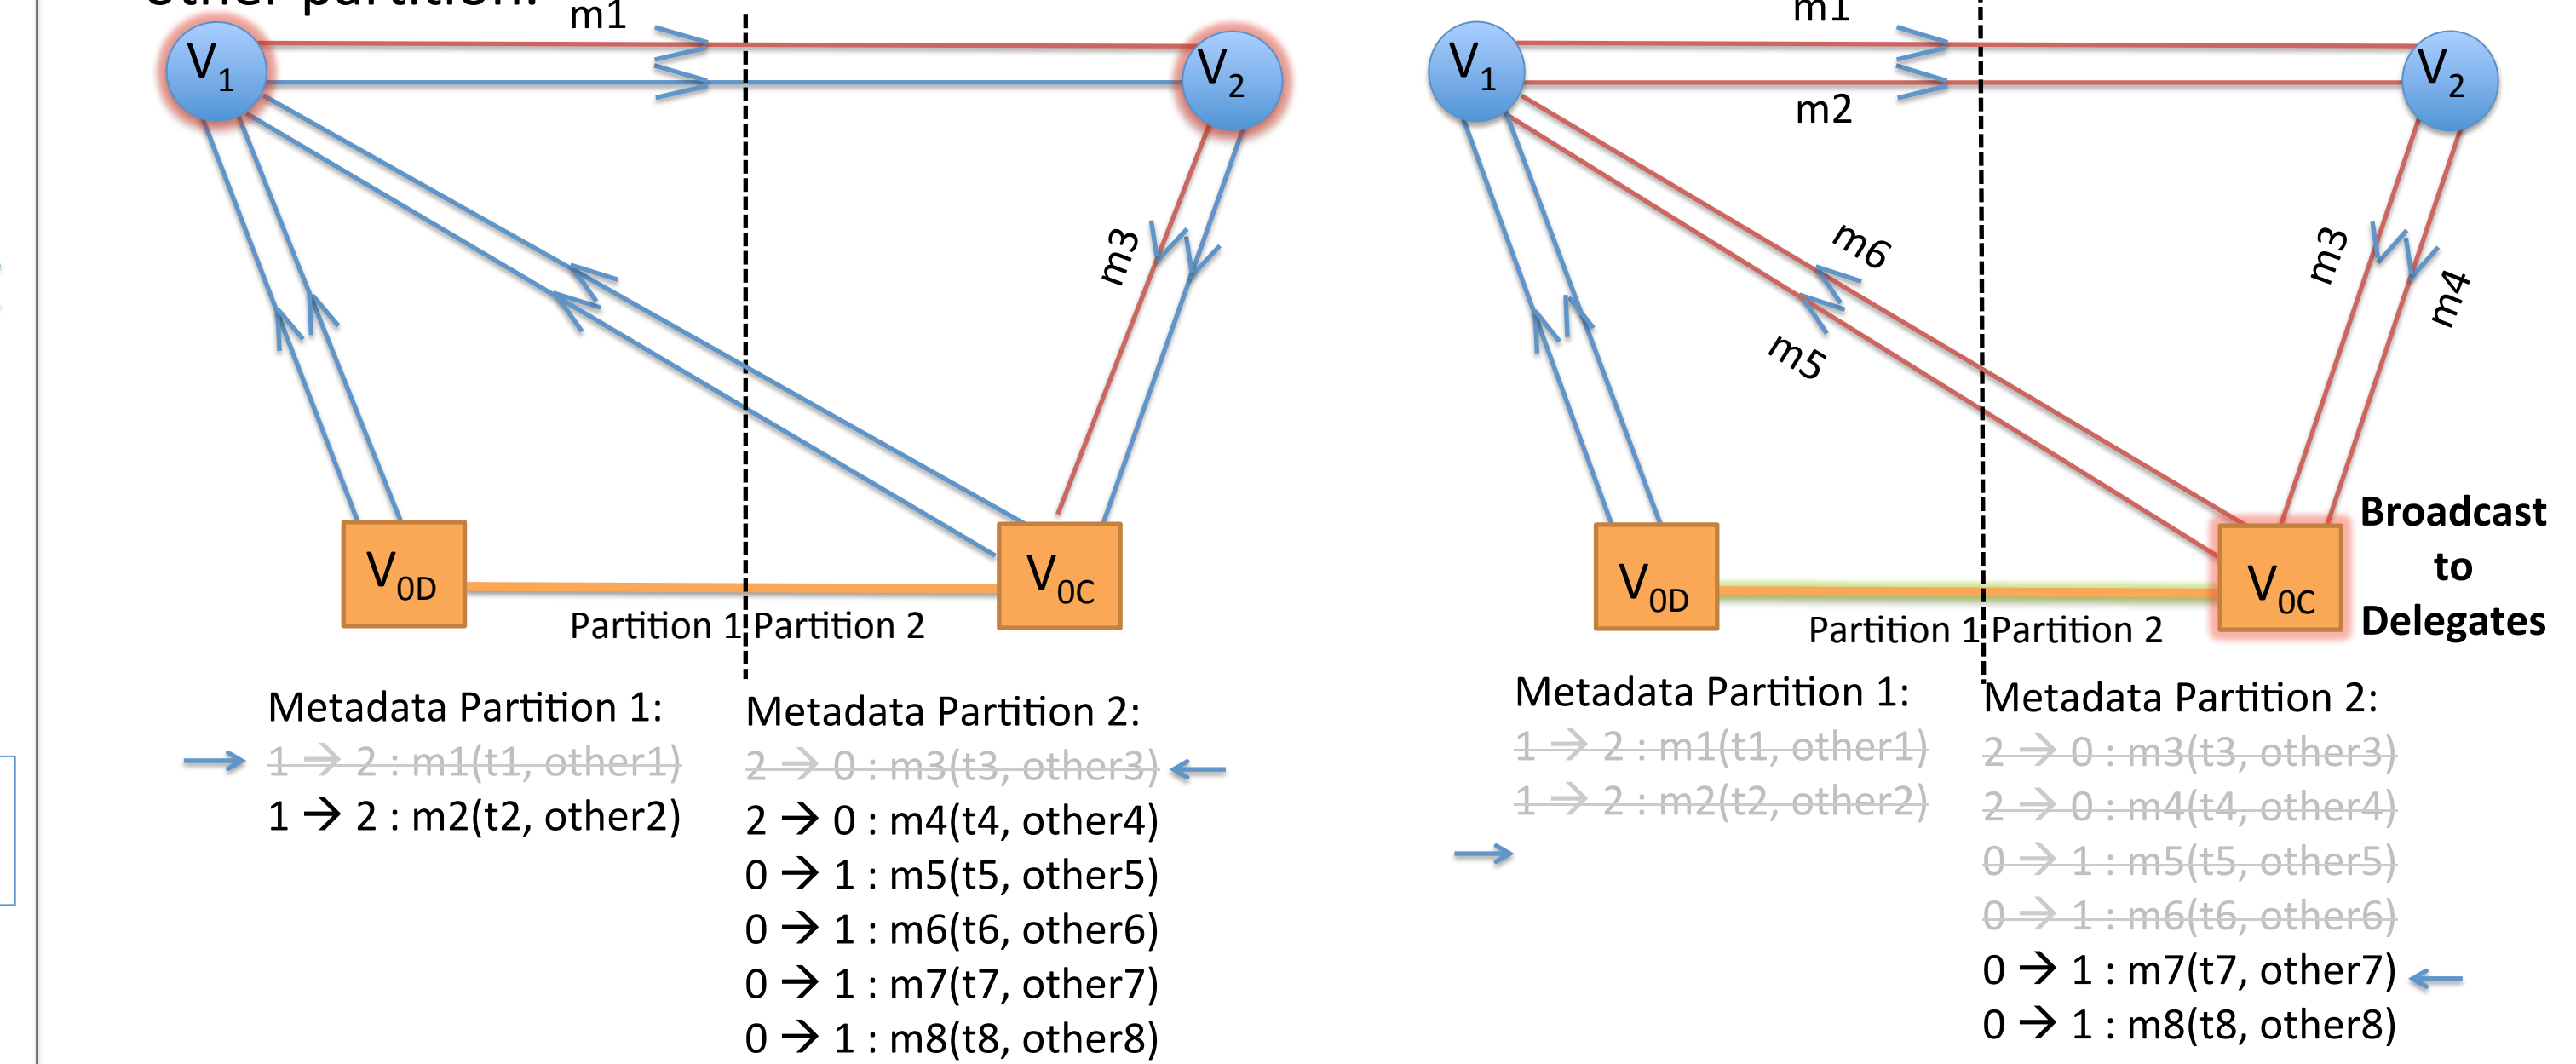 other partition.
m1
V1
V2
m3
V0D
V0C
Partition 1
Partition 2
Metadata Partition 1:
1 → 2 : m1(t1, other1)
1 → 2 : m2(t2, other2)
Metadata Partition 2:
2 → 0 : m3(t3, other3)
2 → 0 : m4(t4, other4)
0 → 1 : m5(t5, other5)
0 → 1 : m6(t6, other6)
0 → 1 : m7(t7, other7)
0 → 1 : m8(t8, other8)
m1
V1
V2
m2
m6
m5
m3
m4
V0D
V0C
Broadcast
to
Delegates
Partition 1
Partition 2
Metadata Partition 1:
1 → 2 : m1(t1, other1)
1 → 2 : m2(t2, other2)
Metadata Partition 2:
2 → 0 : m3(t3, other3)
2 → 0 : m4(t4, other4)
0 → 1 : m5(t5, other5)
0 → 1 : m6(t6, other6)
0 → 1 : m7(t7, other7)
0 → 1 : m8(t8, other8)